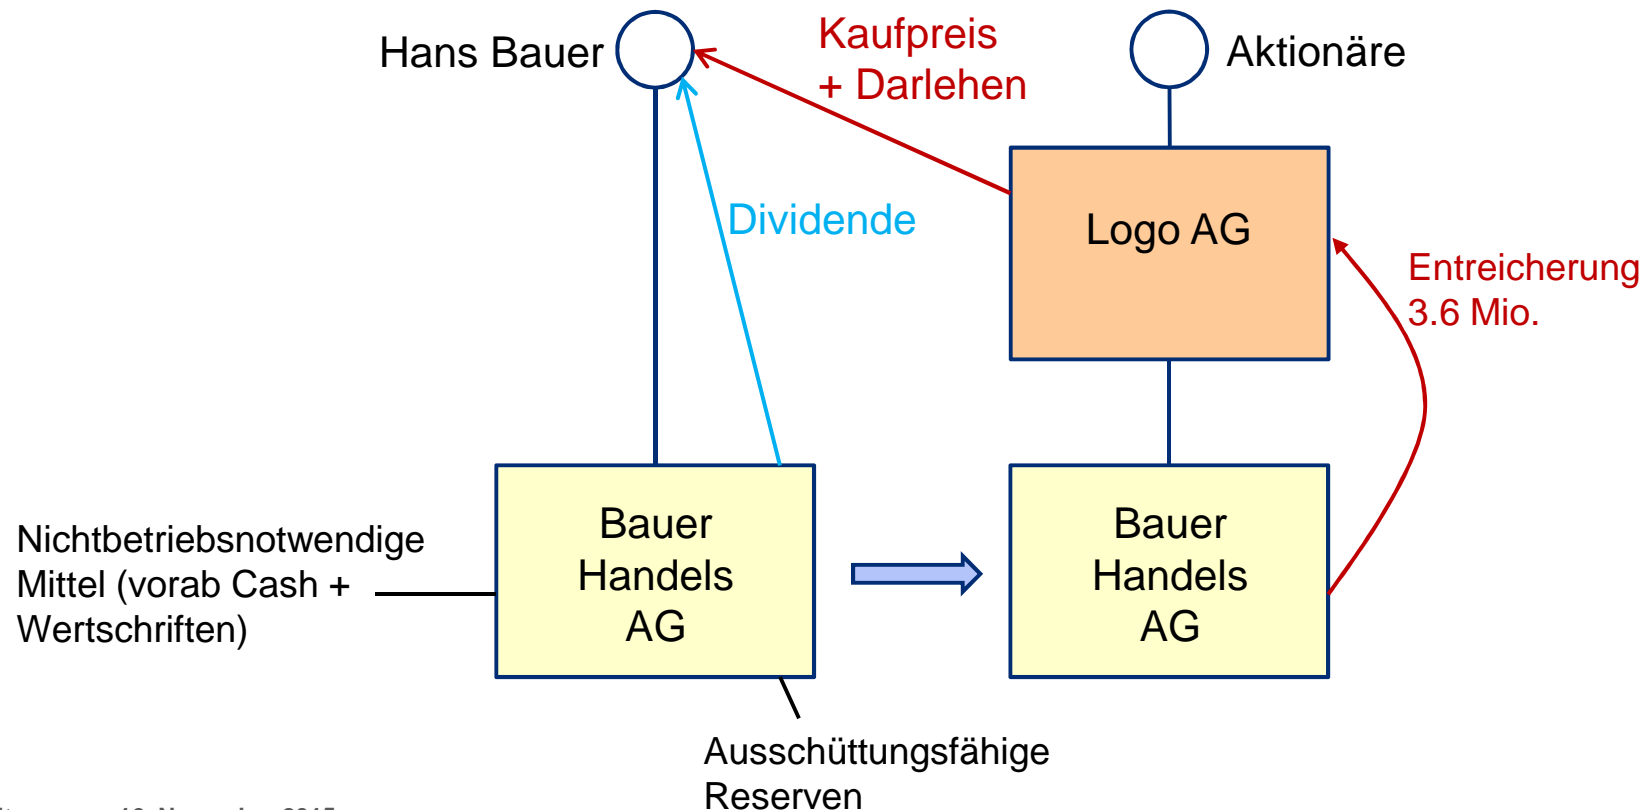 Hans Bauer
Kaufpreis
+ Darlehen
Aktionäre
Dividende
Logo AG
Entreicherung
3.6 Mio.
Nichtbetriebsnotwendige
Mittel (vorab Cash +
Wertschriften)
Bauer
Handels
AG
Bauer
Handels
AG
Ausschüttungsfähige
Reserven